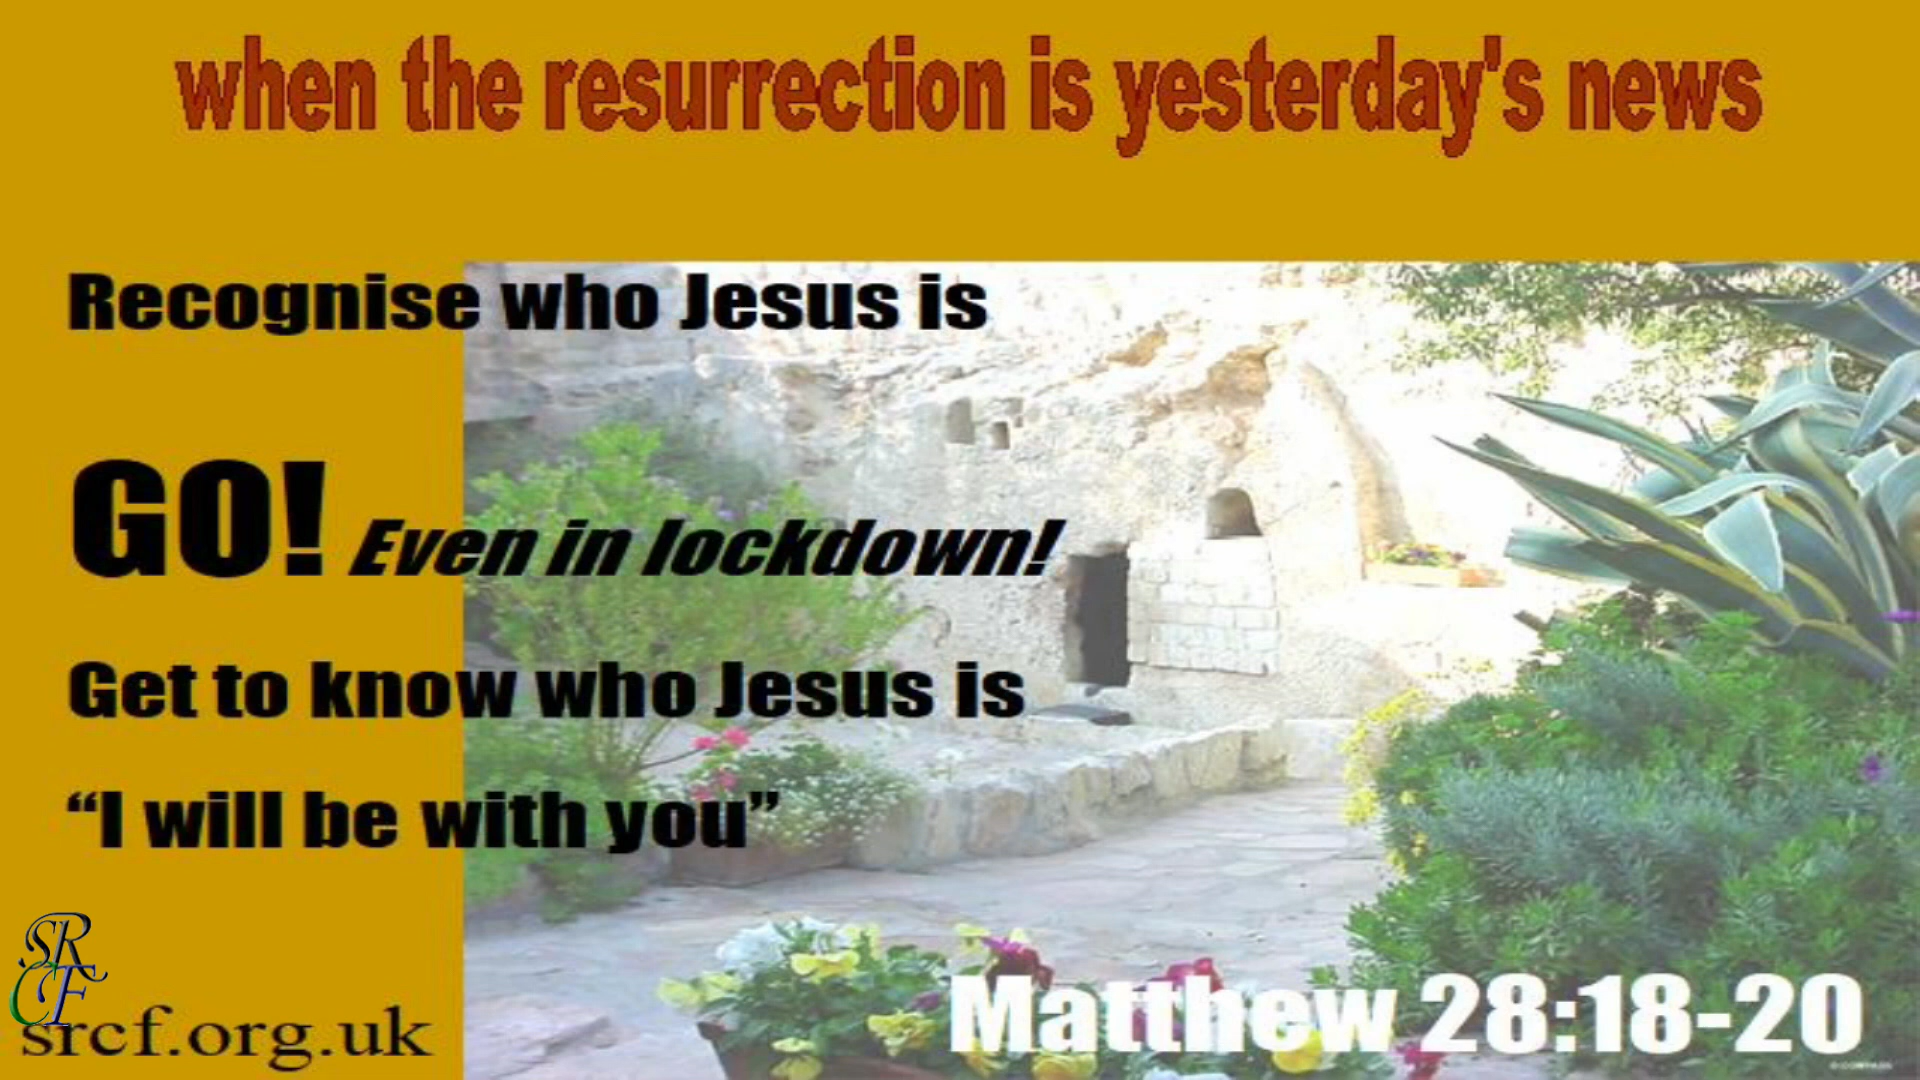 when the resurrection is yesterday's news
Recognise who Jesus is
GO! Even in lockdown!
Get to know who Jesus is
“I will be with you”
SR
CF
srcf.org.uk
Matthew 28:18-20